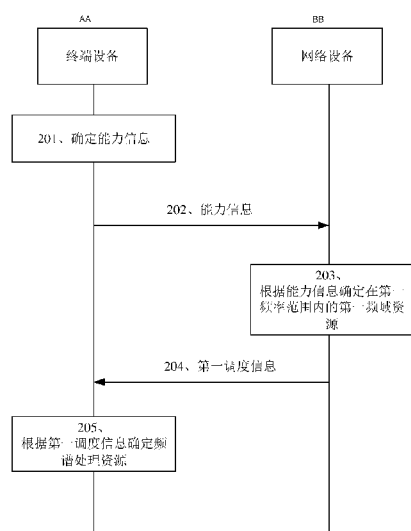 AA
BB
终端设备
网络设备
201、确定能力信息
202、能力信息
203、
根据能力信息确定在第一
频率范围内的第一频域资
源
204、第一调度信息
205、
根据第一调度信息确定频
谱处理资源